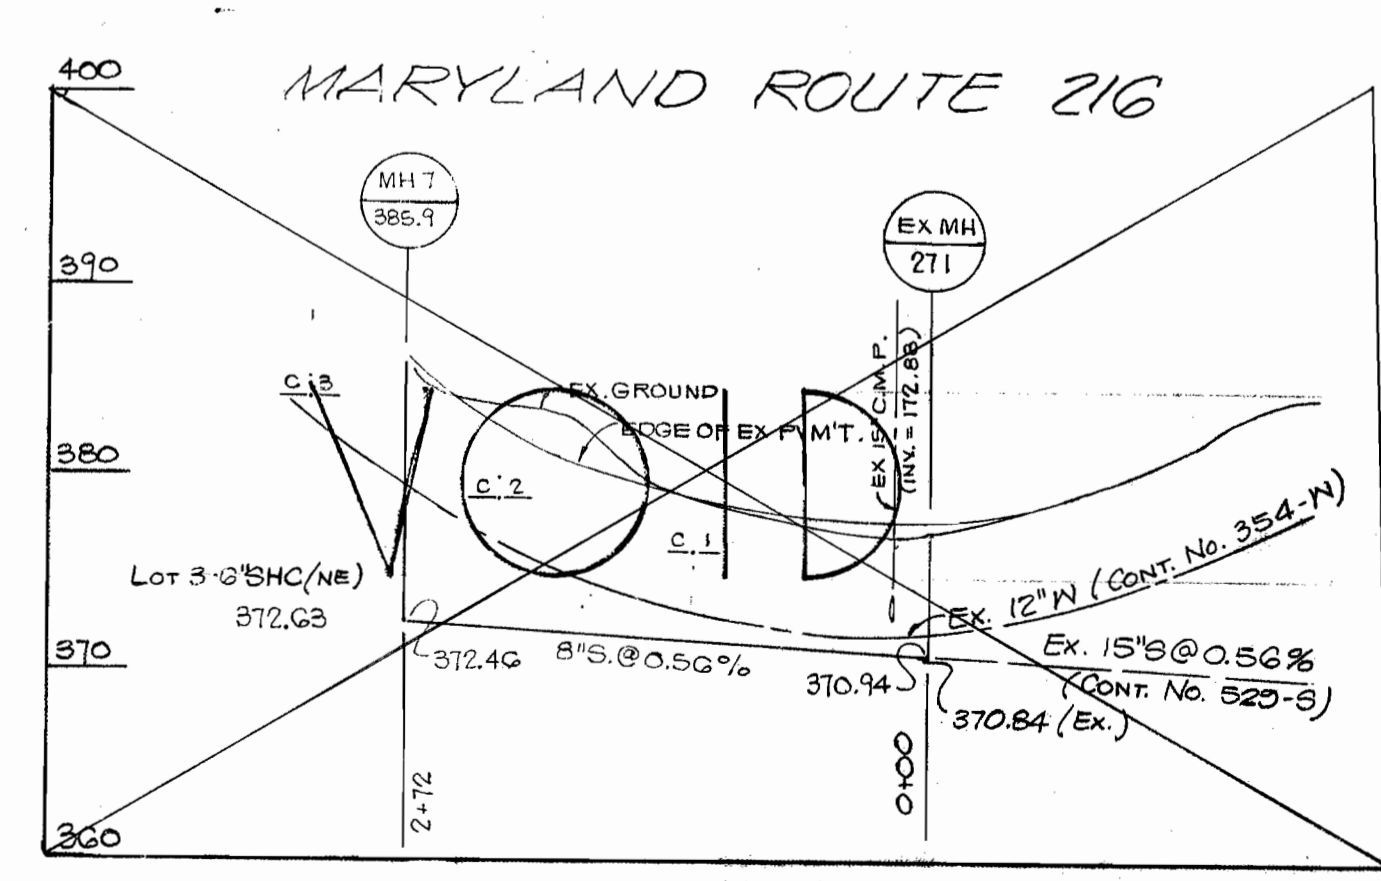 MARYLAND ROUTE 216
400
390
380
370
360
MH 7
385.9
EX MH
271
EX 15" C.M.P.
(INV. = 172.88)
EX. GROUND
EDGE OF EX PVM'T.
C.3
C.2
C.1
VOID
LOT 3-6"SHC(NE)
372.63
372.46
8"S.@0.56%
370.94
370.84 (EX.)
EX. 12"W (CONT. NO. 354-W)
EX. 15"S@0.56%
(CONT. NO. 529-S)
2+72
0+00